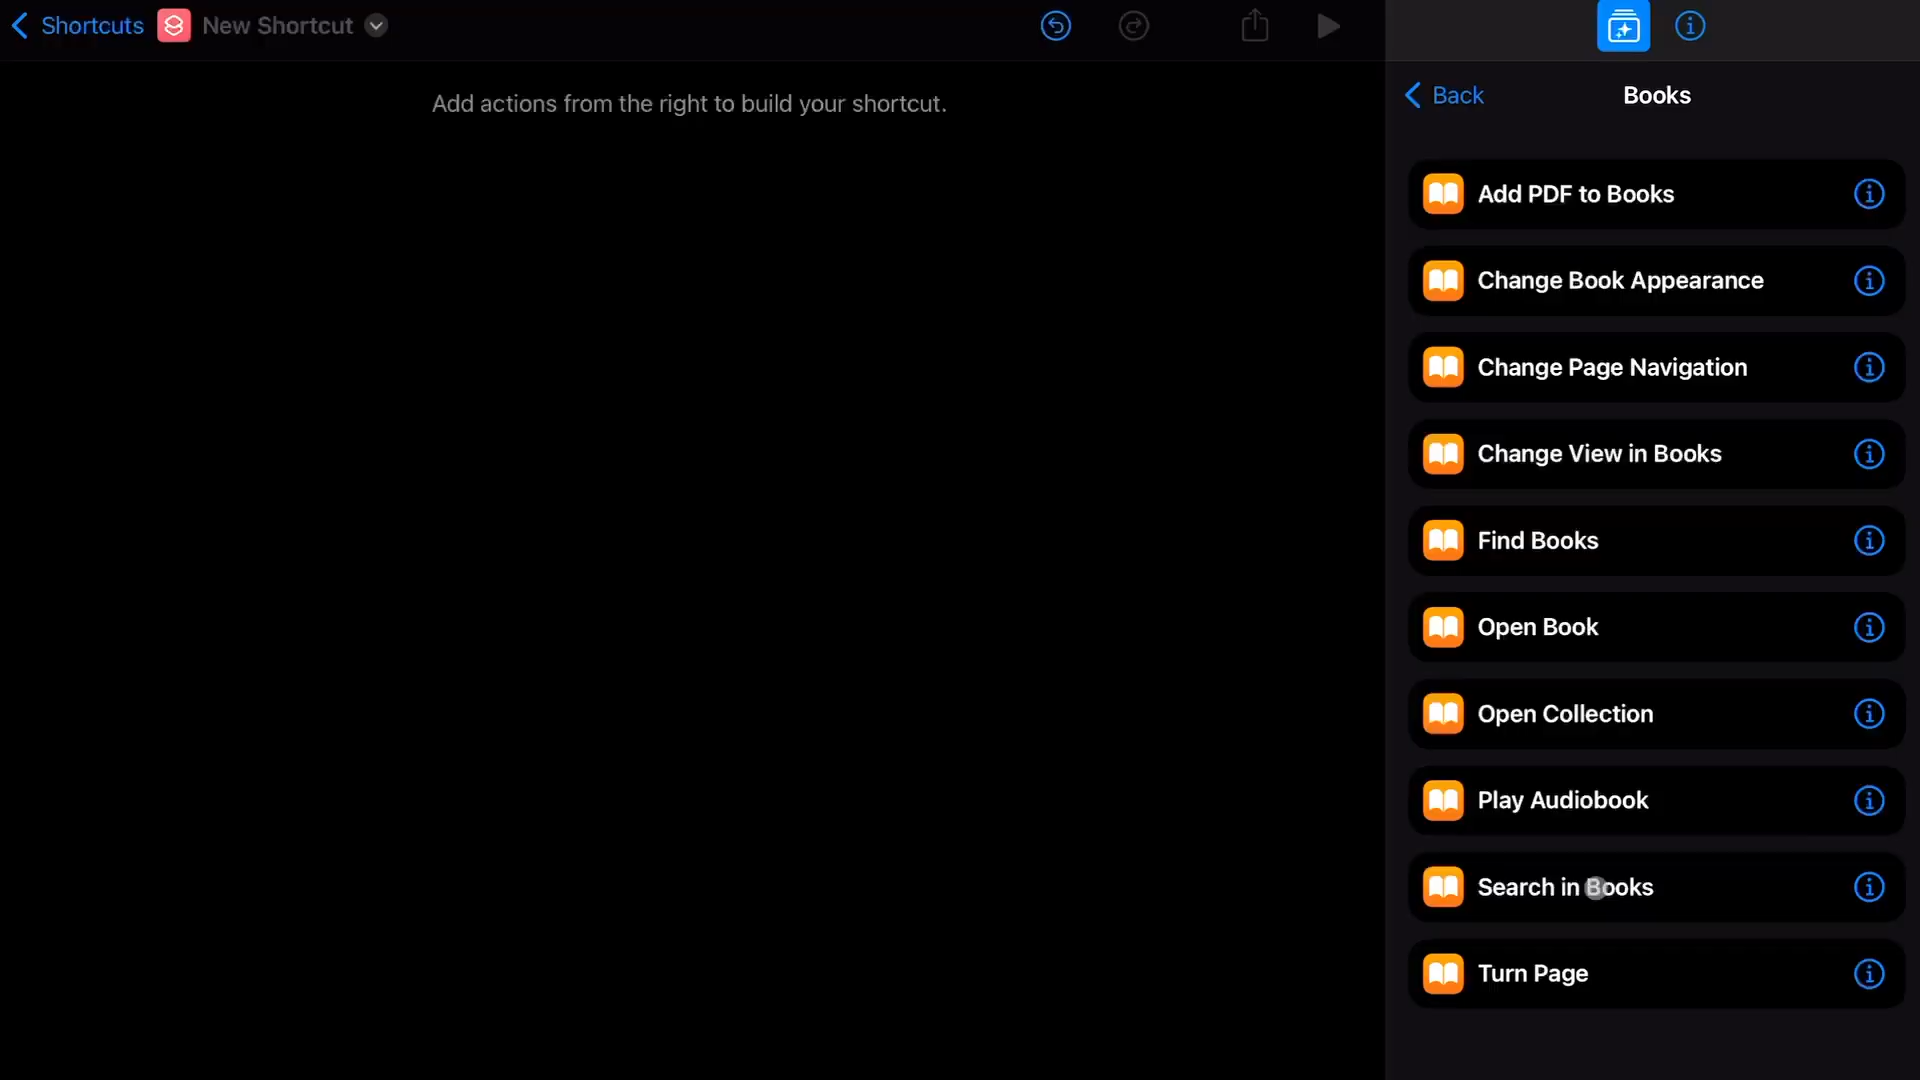 Shortcuts New Shortcut
Add actions from the right to build your shortcut.
Back Books
Add PDF to Books
Change Book Appearance
Change Page Navigation
Change View in Books
Find Books
Open Book
Open Collection
Play Audiobook
Search in Books
Turn Page